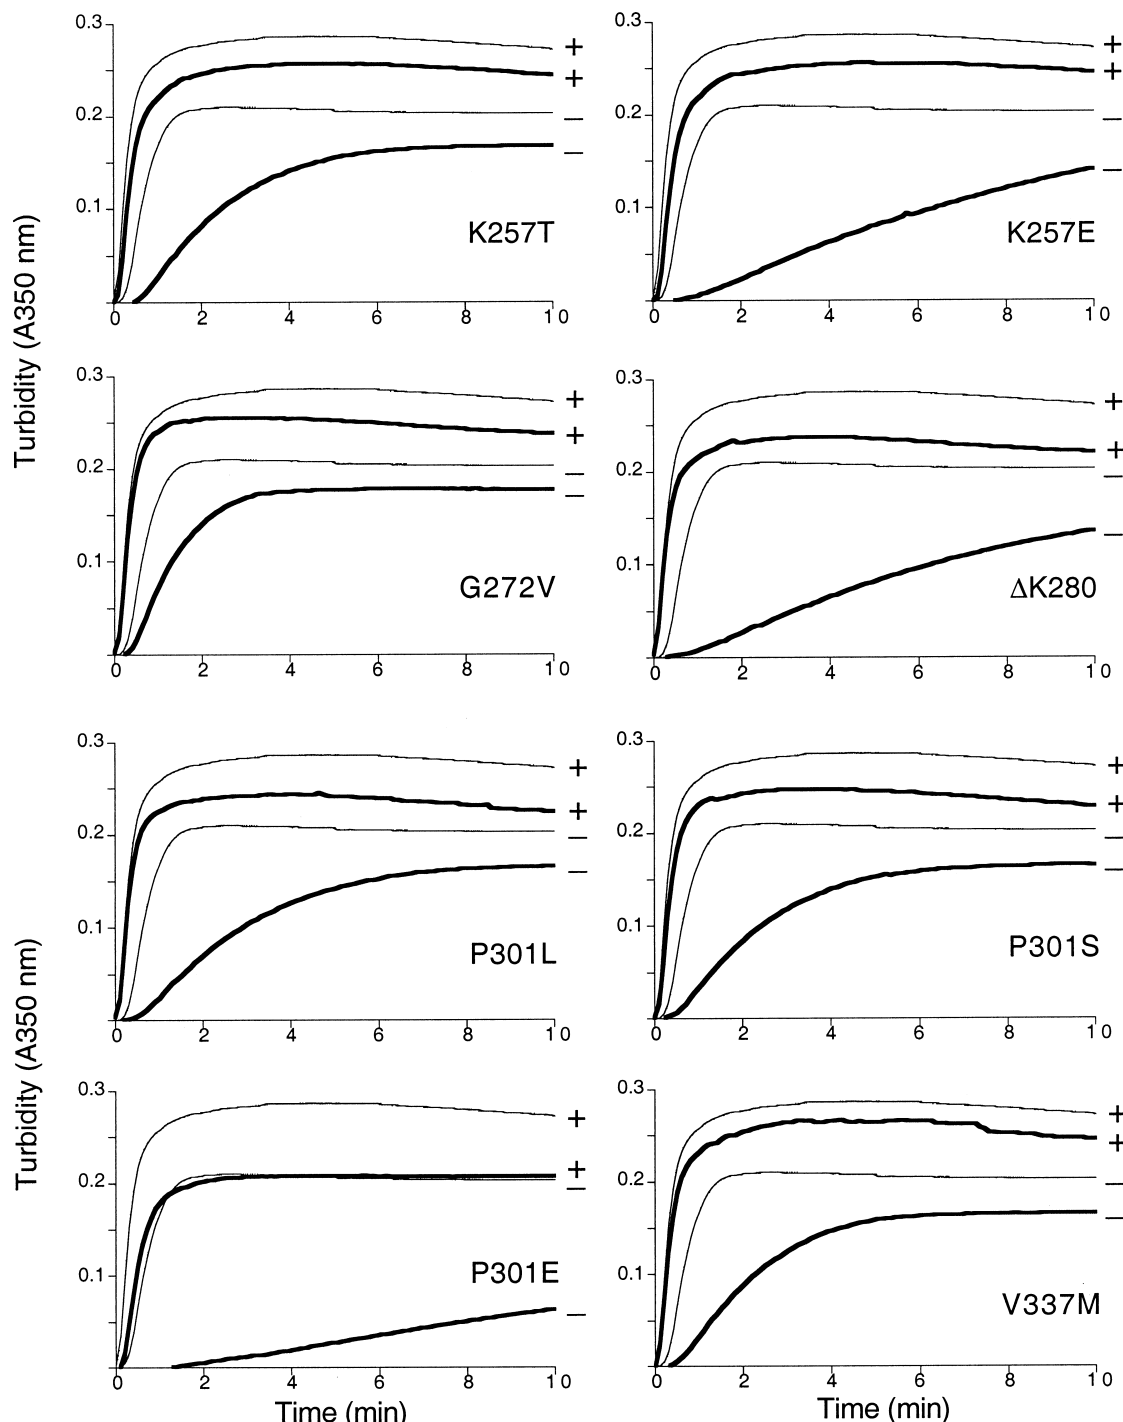 Turbidity (A350 nm)
0.3
0.2
0.1
0 2 4 6 8 10
+
+
–
–
K257T
0.3
0.2
0.1
0 2 4 6 8 10
+
+
–
–
K257E
0.3
0.2
0.1
0 2 4 6 8 10
+
+
–
–
G272V
0.3
0.2
0.1
0 2 4 6 8 10
+
+
–
–
ΔK280
Turbidity (A350 nm)
0.3
0.2
0.1
0 2 4 6 8 10
+
+
–
–
P301L
0.3
0.2
0.1
0 2 4 6 8 10
+
+
–
–
P301S
0.3
0.2
0.1
0 2 4 6 8 10
+
+
–
–
P301E
Time (min)
0.3
0.2
0.1
0 2 4 6 8 10
+
+
–
–
V337M
Time (min)